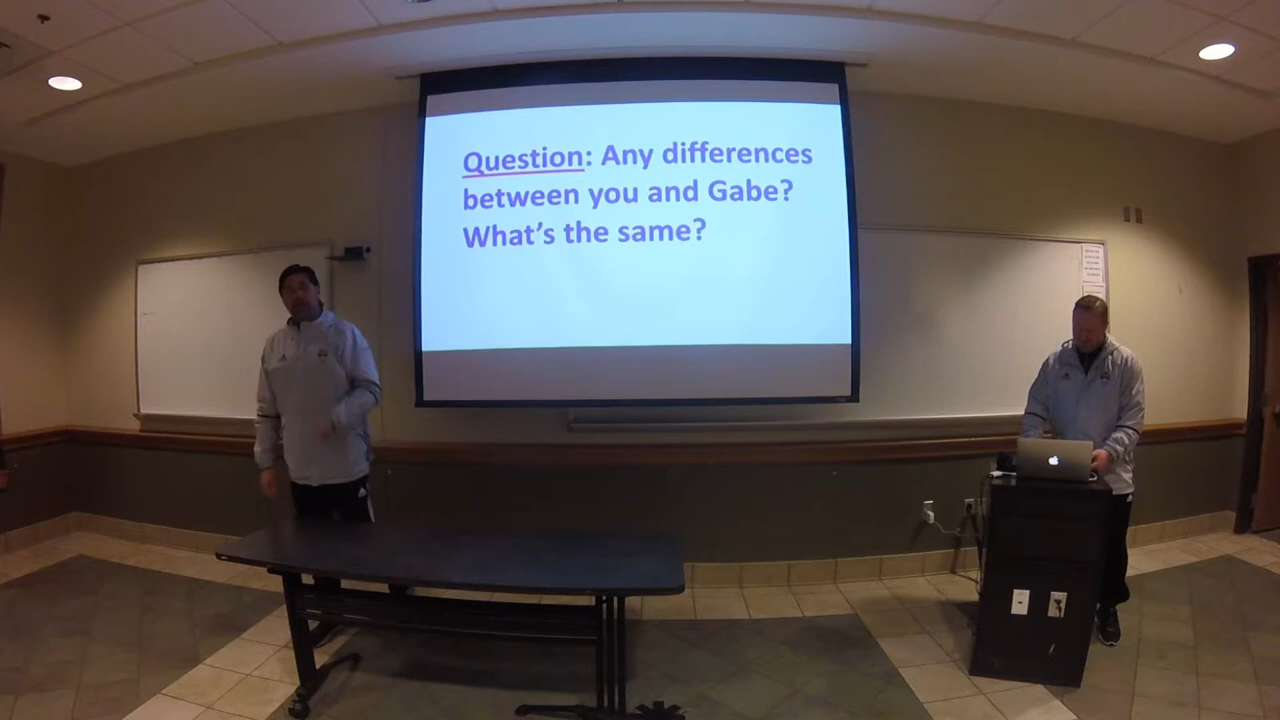 Question: Any differences
between you and Gabe?
What's the same?